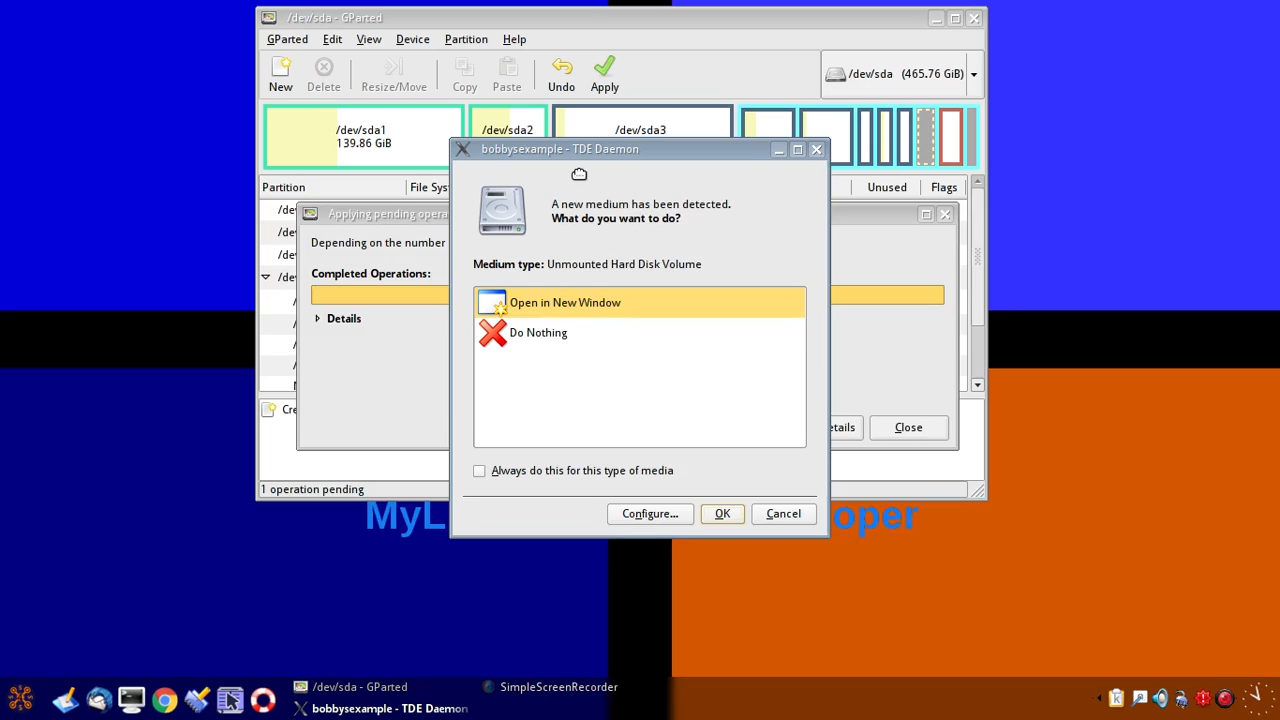 /dev/sda - GParted
GParted Edit View Device Partition Help
New Delete Resize/Move Copy Paste Undo Apply
/dev/sda (465.76 GiB)
/dev/sda1
139.86 GiB
/dev/sda2
/dev/sda3
bobbysexample - TDE Daemon
Partition File Sys Unused Flags
A new medium has been detected.
What do you want to do?
Applying pending opera
Depending on the number
Completed Operations:
Details
Medium type: Unmounted Hard Disk Volume
Open in New Window
Do Nothing
Always do this for this type of media
Configure... OK Cancel
etails Close
Cre
1 operation pending
MyL oper
/dev/sda - GParted
SimpleScreenRecorder
bobbysexample - TDE Daemon